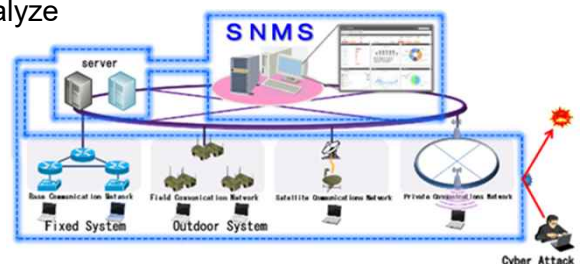 alyze
SNMS
server
Base Communication Network
Field Communication Network
Satellite Communications Network
Private Communications Network
Fixed System
Outdoor System
Cyber Attack